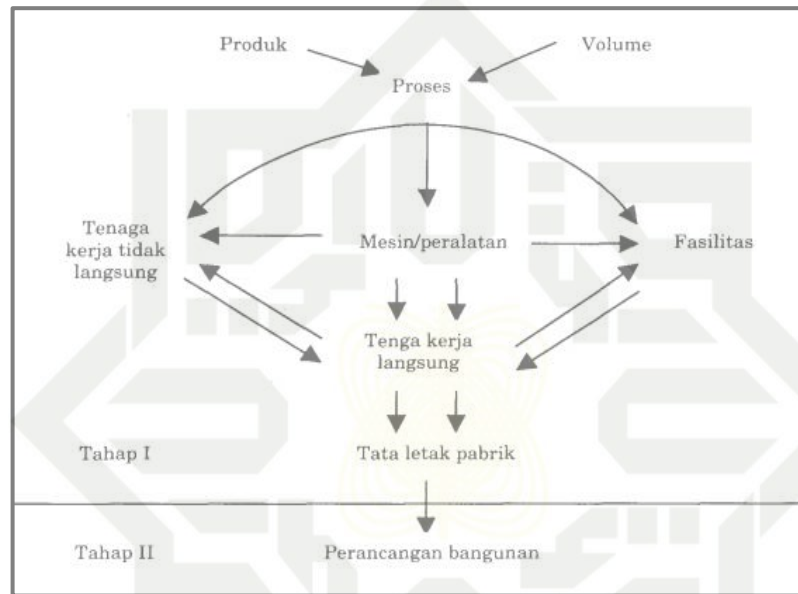 Produk Volume
Proses
Tenaga
kerja tidak
langsung
Mesin/peralatan
Fasilitas
Tenga kerja
langsung
Tahap I
Tata letak pabrik
Tahap II
Perancangan bangunan